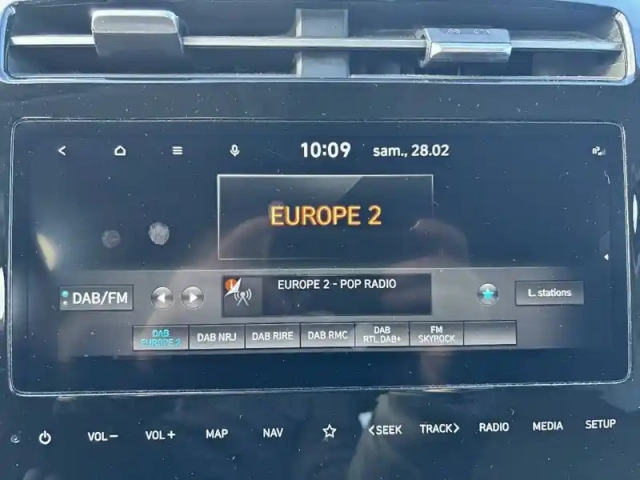 10:09 sam., 28.02
EUROPE 2
DAB/FM
EUROPE 2 - POP RADIO
L. stations
DAB
EUROPE 2
DAB NRJ
DAB RIRE
DAB RMC
DAB
RTL DAB+
FM
SKYROCK
VOL− VOL+ MAP NAV <SEEK TRACK> RADIO MEDIA SETUP